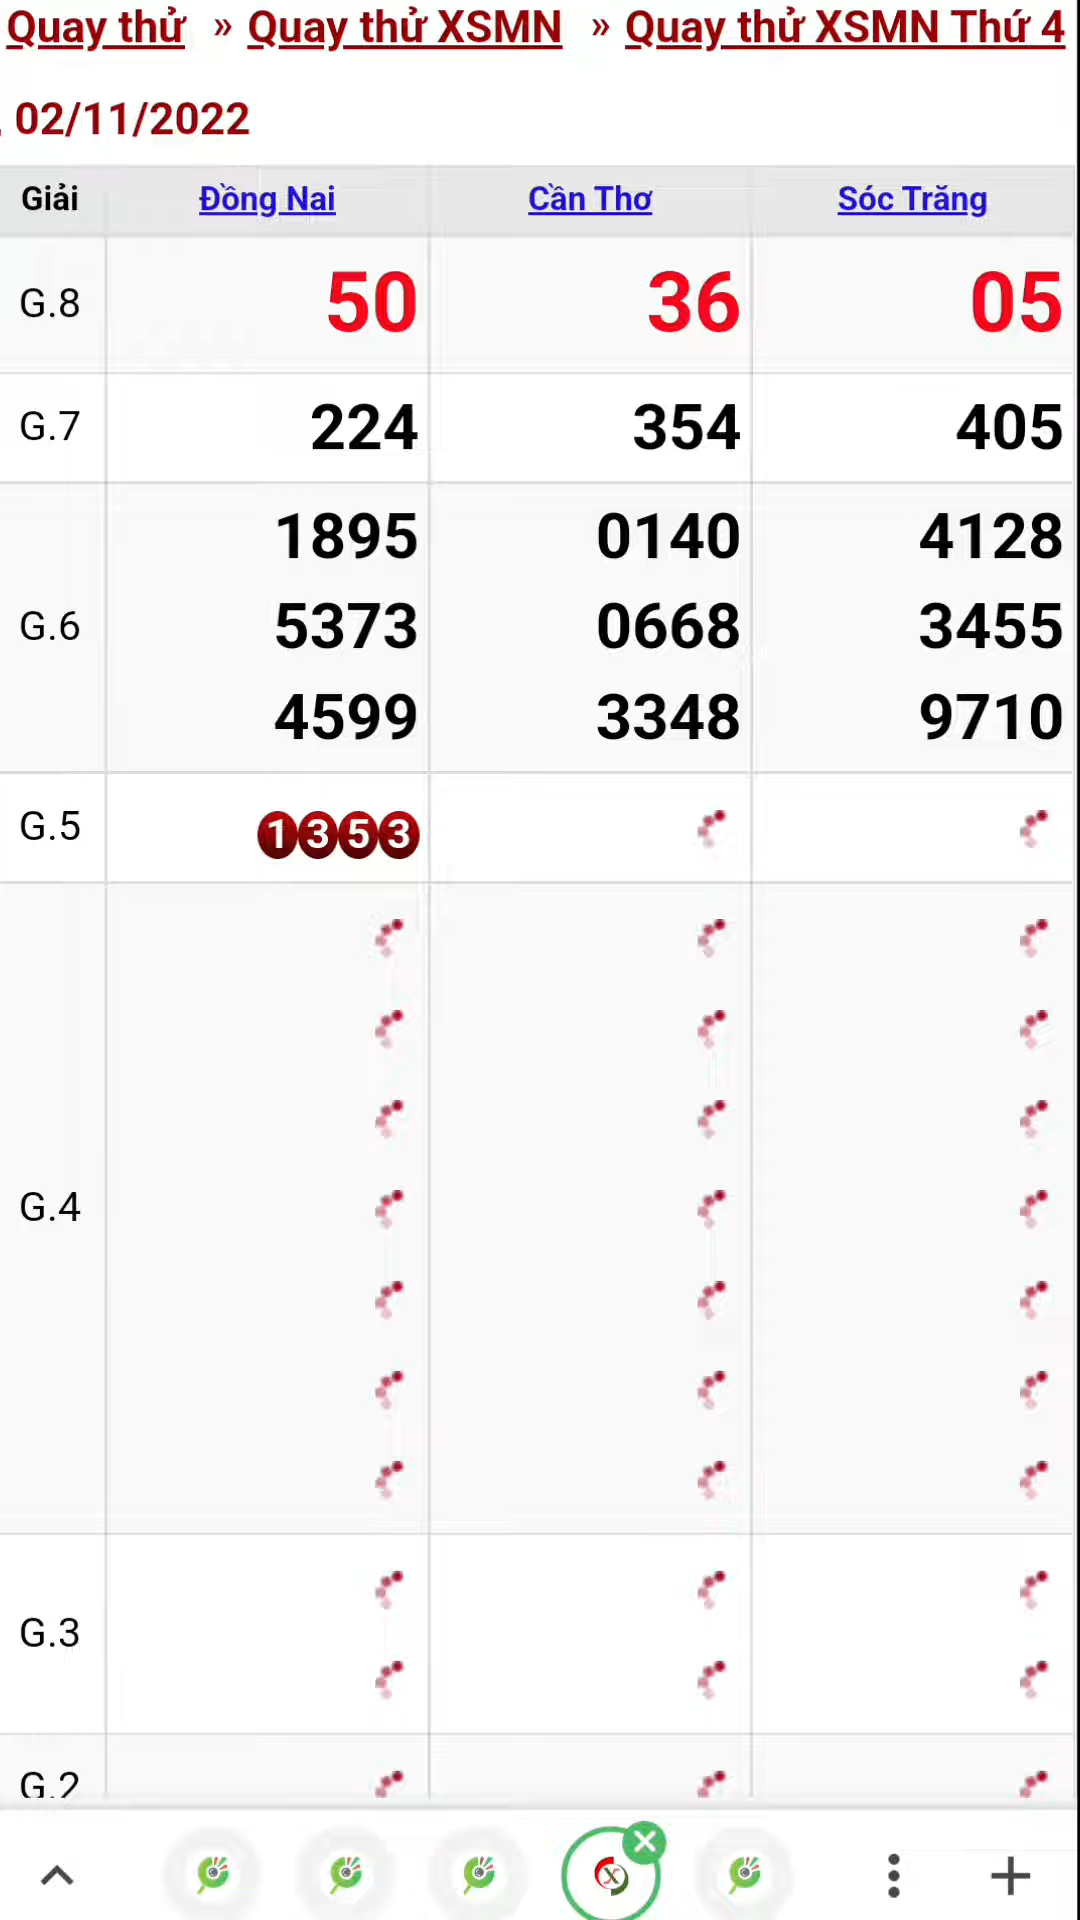 Quay thử » Quay thử XSMN » Quay thử XSMN Thứ 4
, 02/11/2022
Giải Đồng Nai Cần Thơ Sóc Trăng
G.8 50 36 05
G.7 224 354 405
1895 0140 4128
G.6 5373 0668 3455
4599 3348 9710
G.5 1353
G.4
G.3
G.2